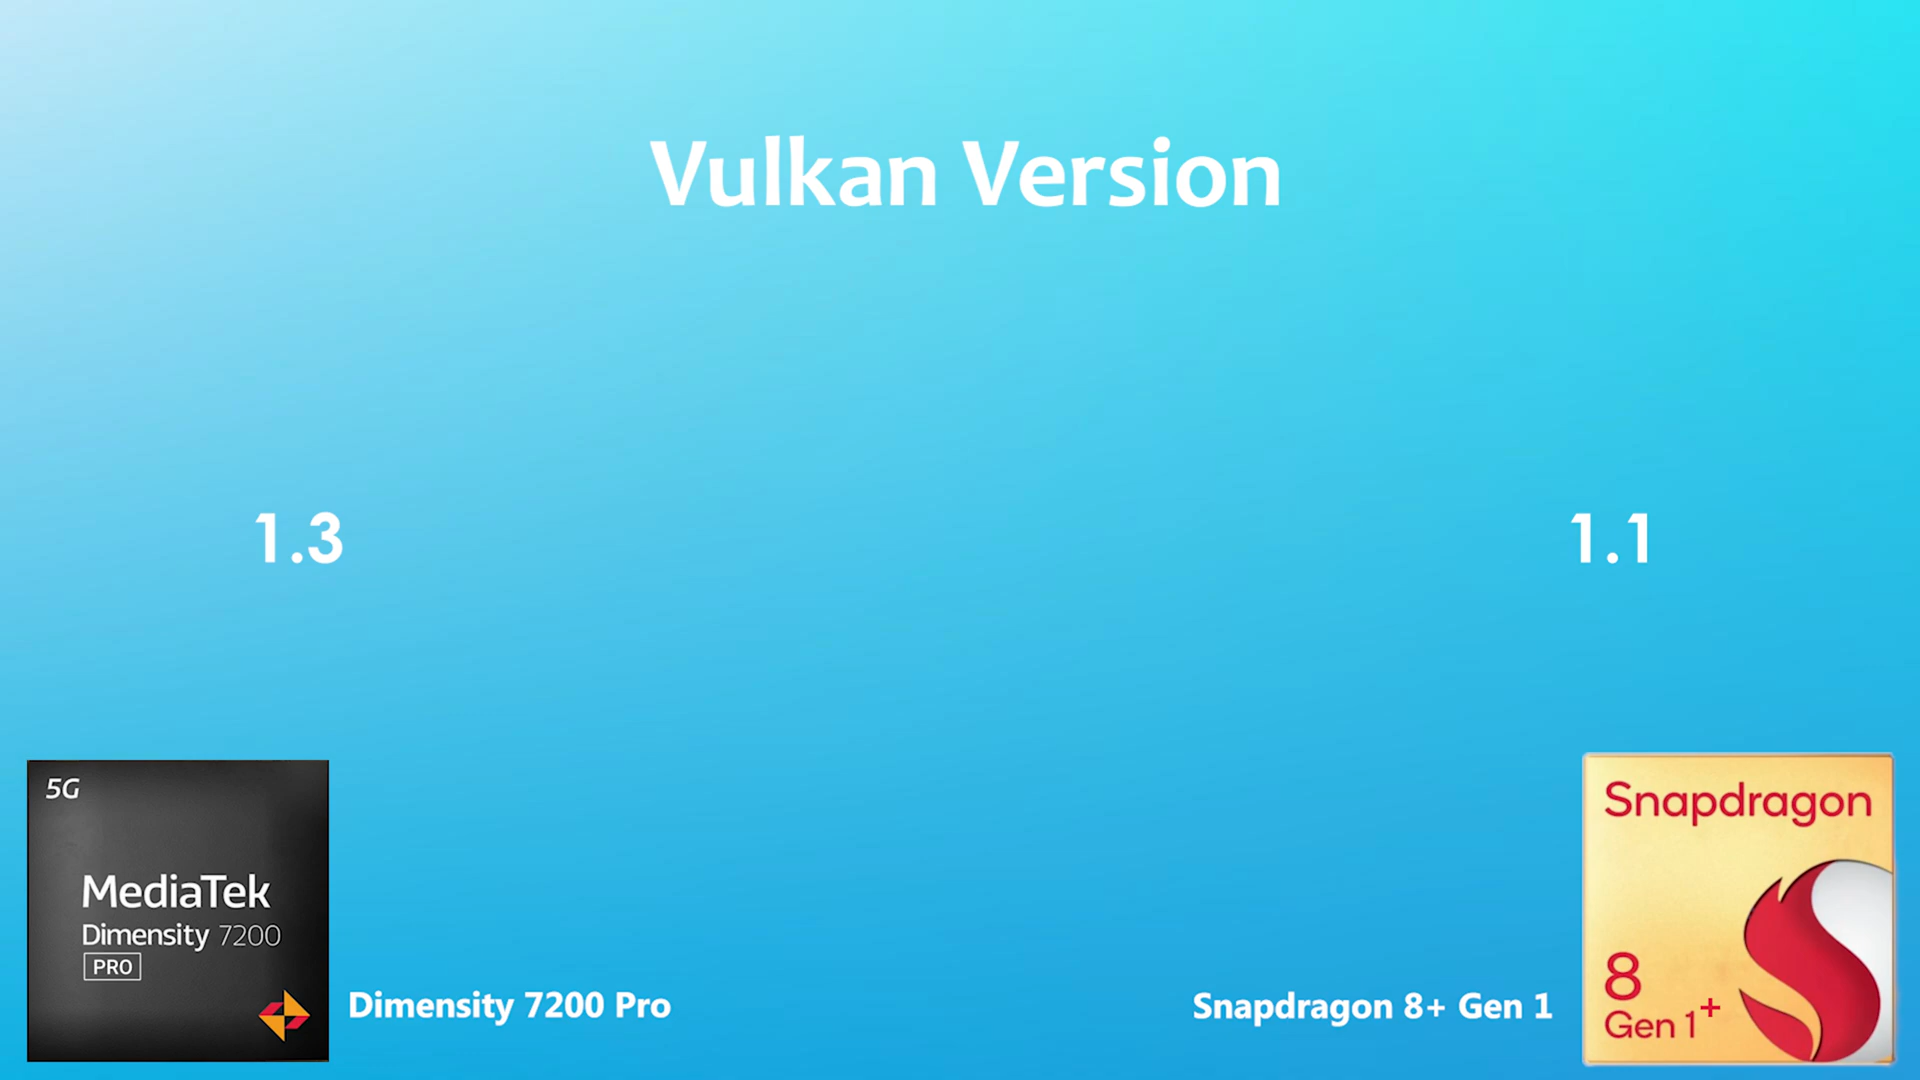 Vulkan Version
1.3
1.1
5G
MediaTek
Dimensity 7200
PRO
Dimensity 7200 Pro
Snapdragon 8+ Gen 1
Snapdragon
8
Gen 1+